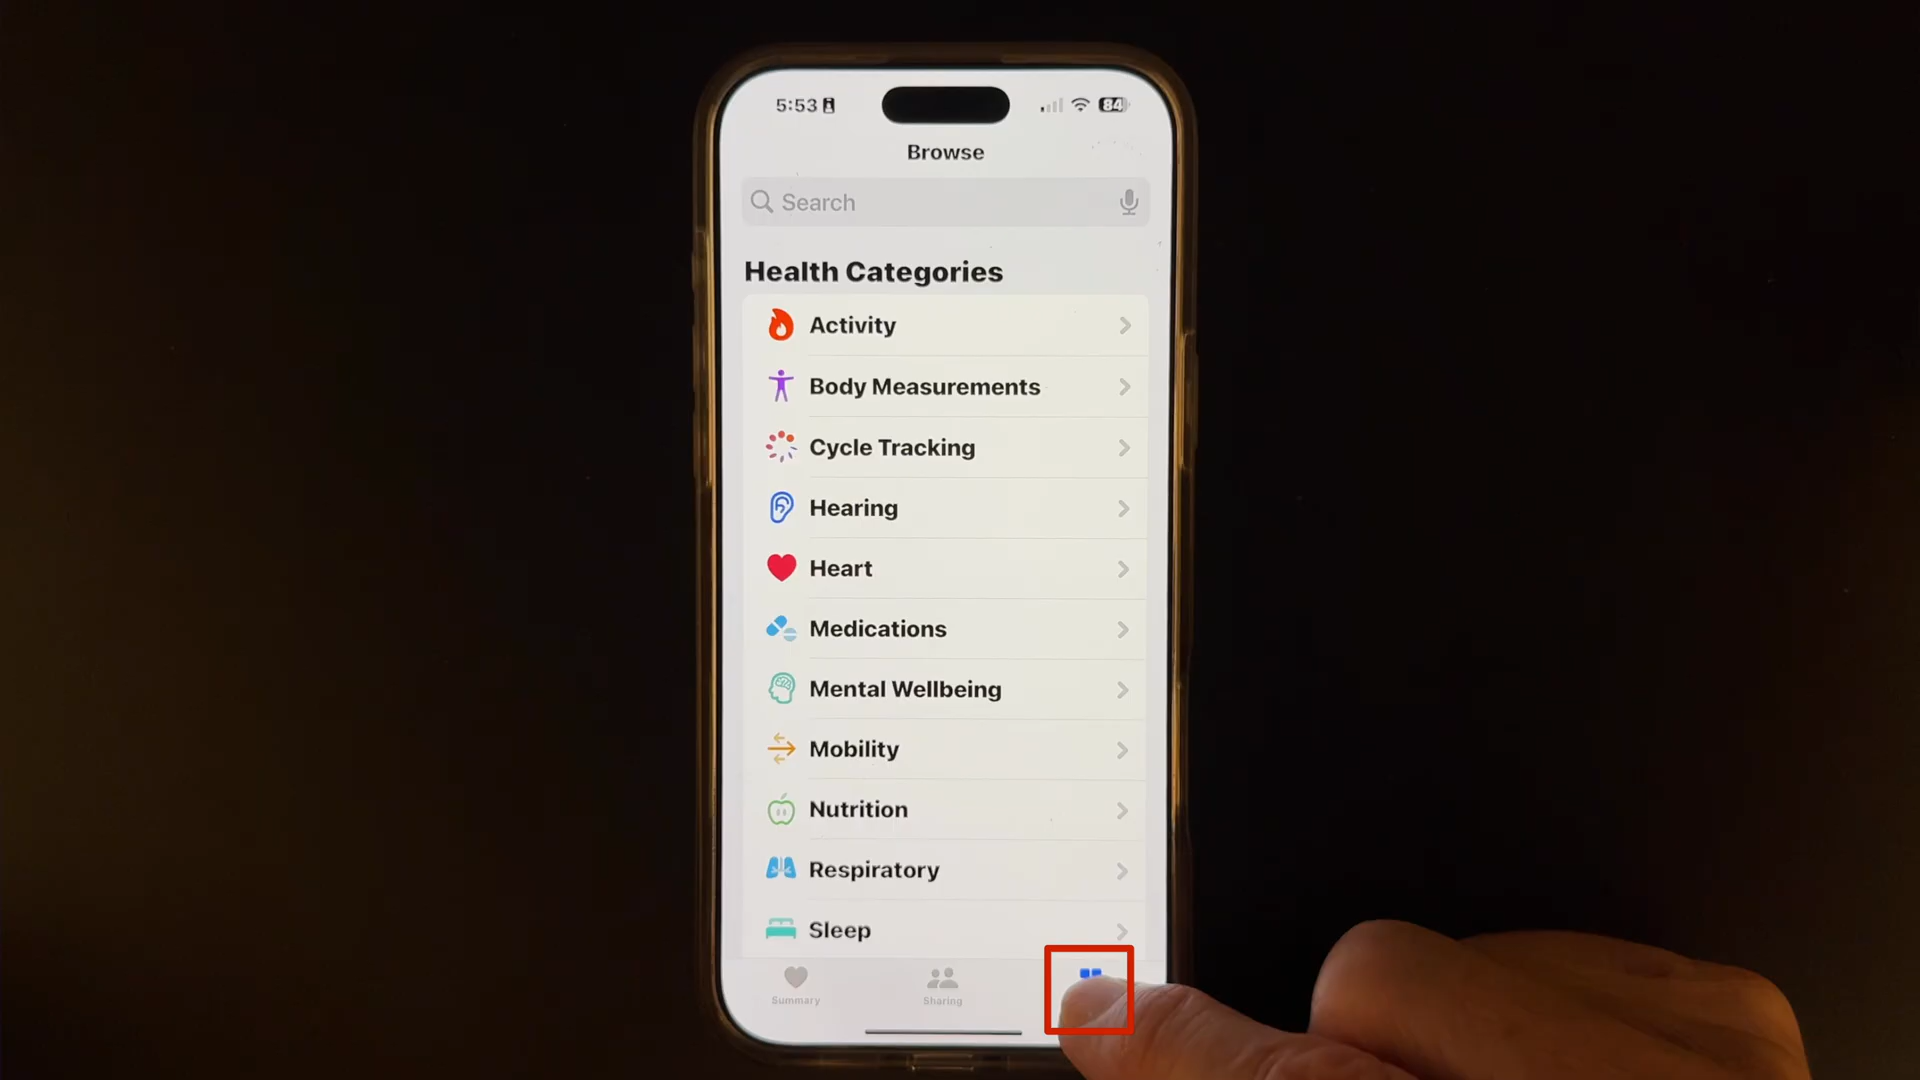 5:53
84
Browse
Search
Health Categories
Activity
Body Measurements
Cycle Tracking
Hearing
Heart
Medications
Mental Wellbeing
Mobility
Nutrition
Respiratory
Sleep
Summary
Sharing